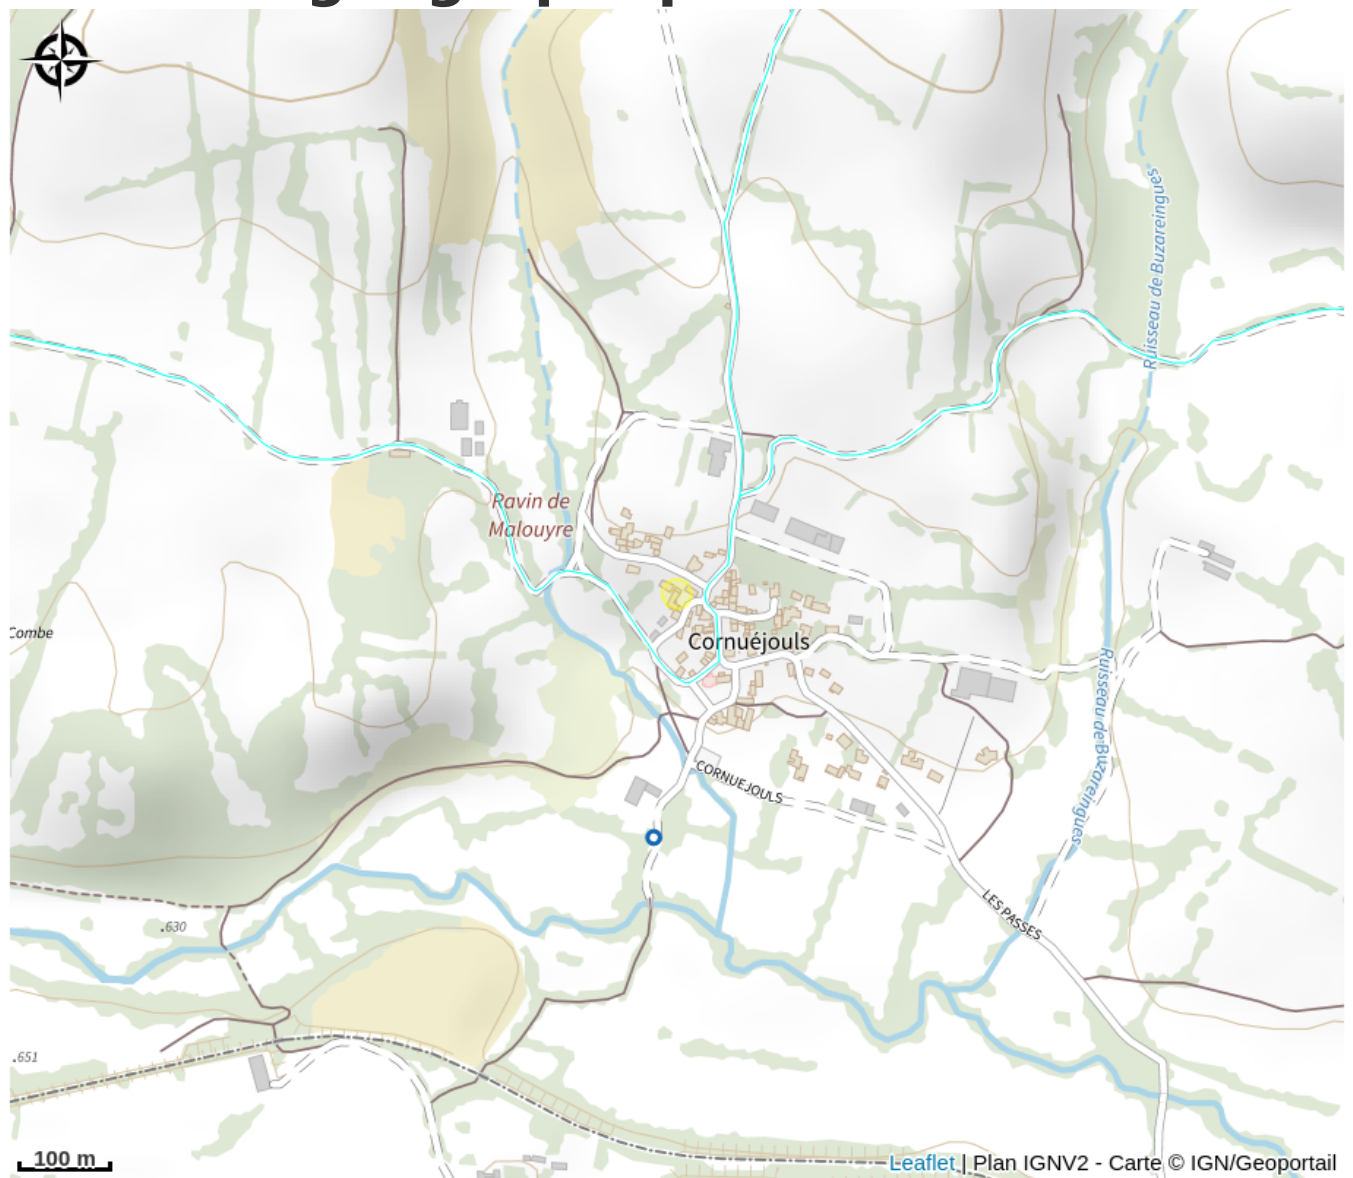 Ruisseau de Buzareingues
Ravin de
Malouyre
Combe
Cornuéjouls
Ruisseau de Buzareingues
CORNUEJOULS
LES PASSES
.630
.651
100 m
Leaflet | Plan IGNV2 - Carte © IGN/Geoportail